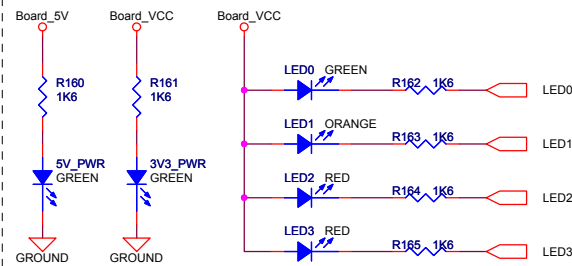 Board_5V
Board_VCC
Board_VCC
R160
1K6
R161
1K6
5V_PWR
GREEN
3V3_PWR
GREEN
GROUND
GROUND
LED0 GREEN
R162 1K6
LED0
LED1 ORANGE
R163 1K6
LED1
LED2 RED
R164 1K6
LED2
LED3 RED
R165 1K6
LED3